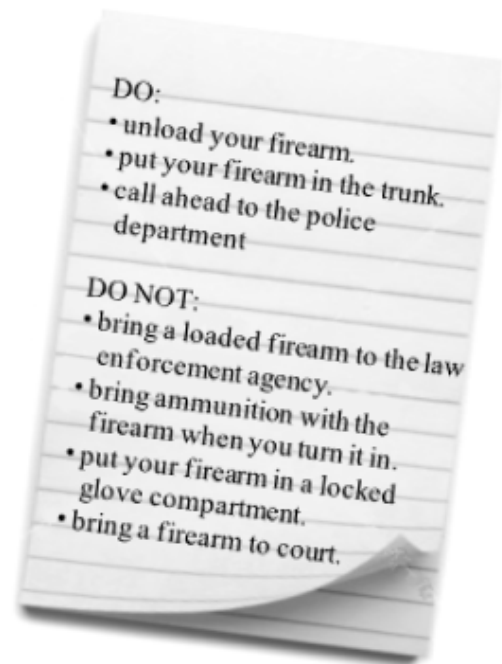 DO:
• unload your firearm.
• put your firearm in the trunk.
• call ahead to the police
department
DO NOT:
• bring a loaded firearm to the law
enforcement agency.
• bring ammunition with the
firearm when you turn it in.
• put your firearm in a locked
glove compartment.
• bring a firearm to court.